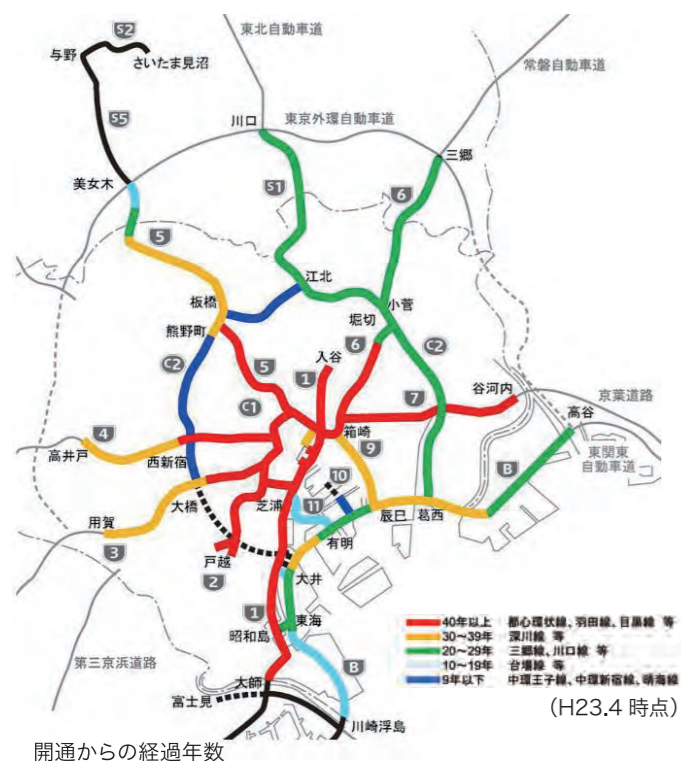 東北自動車道
S2
与野
さいたま見沼
常磐自動車道
S5
川口
東京外環自動車道
三郷
美女木
S1
6
5
江北
板橋
小菅
熊野町
堀切
6
入谷
C2
5
1
C2
谷河内
C1
7
京葉道路
高谷
4
箱崎
高井戸
西新宿
9
B
東関東
自動車道
10
大橋
芝浦
11
辰巳
葛西
用賀
有明
3
戸越
大井
2
1
東海
昭和島
40年以上 都心環状線、羽田線、目黒線 等
30〜39年 深川線 等
20〜29年 三郷線、川口線 等
10〜19年 台場線 等
9年以下 中環王子線、中環新宿線、晴海線
第三京浜道路
大師
B
富士見
(H23.4 時点)
川崎浮島
開通からの経過年数